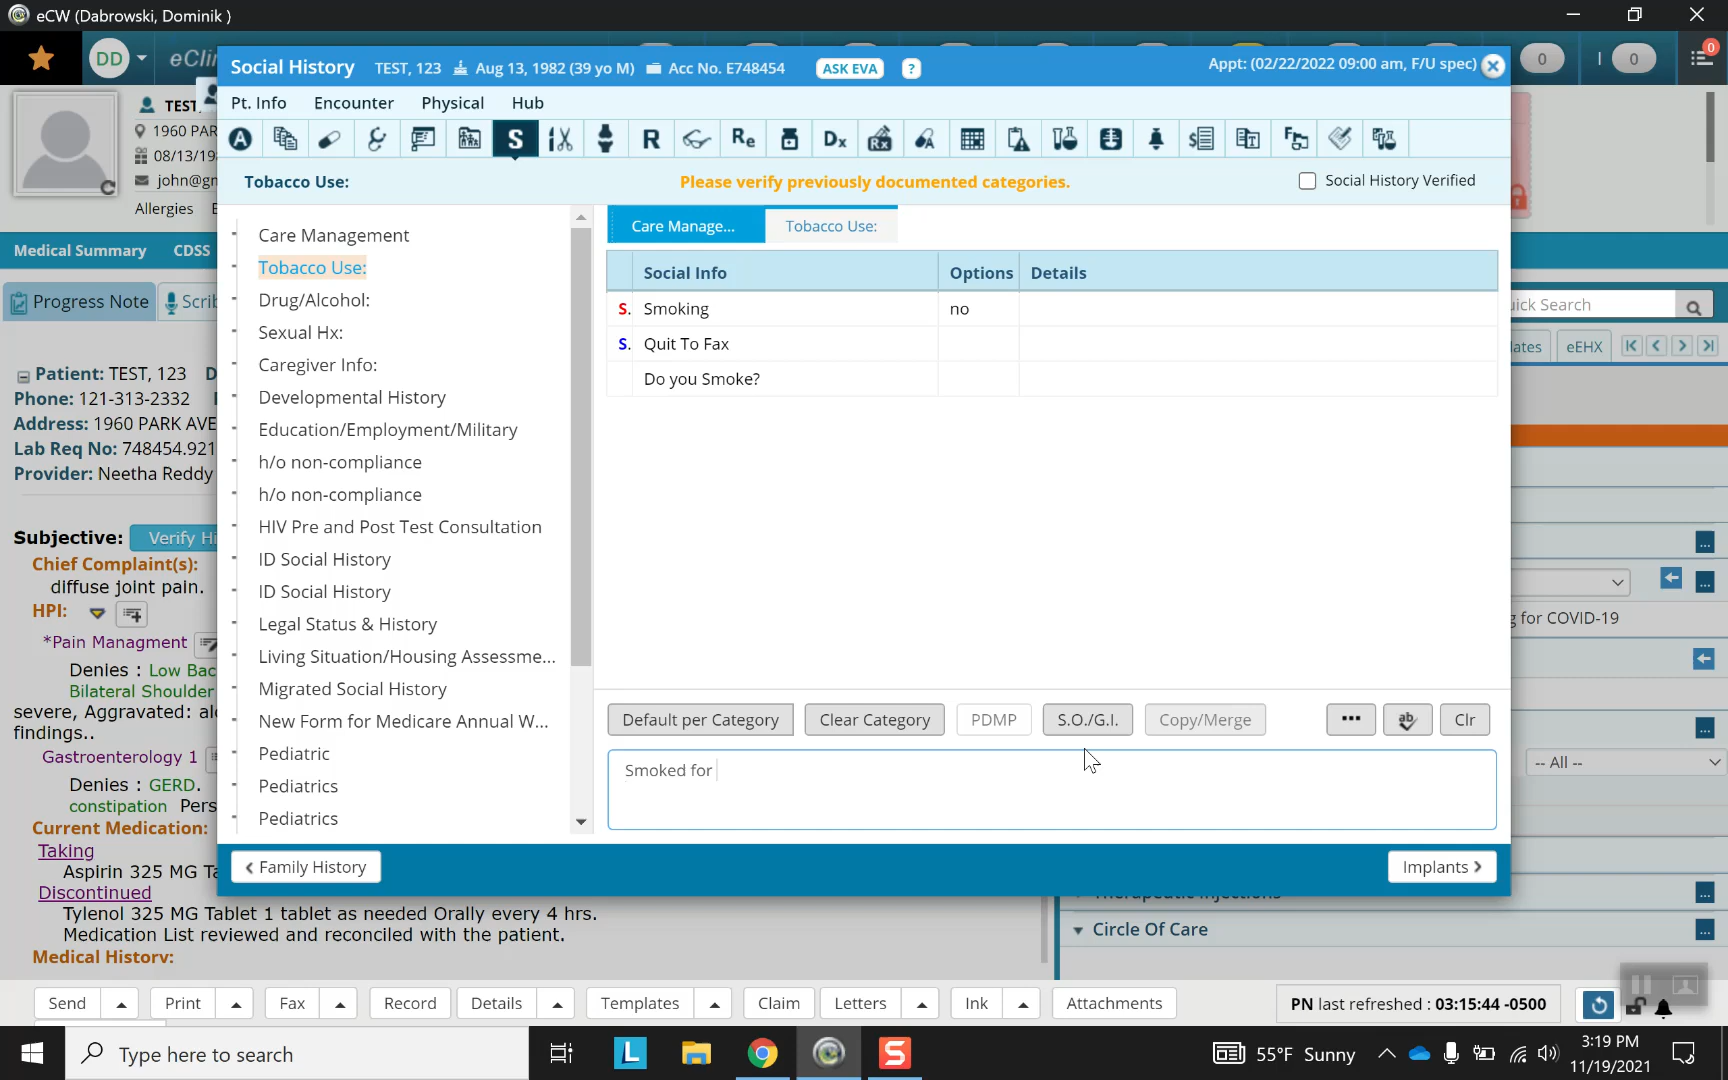 eCW (Dabrowski, Dominik )
DD
eCli
0
I 0
0
Social History TEST, 123 Aug 13, 1982 (39 yo M) Acc No. E748454 ASK EVA ? Appt: (02/22/2022 09:00 am, F/U spec)
Pt. Info Encounter Physical Hub
TEST,
1960 PAR
08/13/19
john@gn
Allergies
A S R Re Dx Rx
Tobacco Use: Please verify previously documented categories. Social History Verified
Medical Summary CDSS
Progress Note Scrib
uick Search
ates eEHX
Care Management
Tobacco Use:
Drug/Alcohol:
Sexual Hx:
Caregiver Info:
Developmental History
Education/Employment/Military
h/o non-compliance
h/o non-compliance
HIV Pre and Post Test Consultation
ID Social History
ID Social History
Legal Status & History
Living Situation/Housing Assessme...
Migrated Social History
New Form for Medicare Annual W...
Pediatric
Pediatrics
Pediatrics
Care Manage... Tobacco Use:
Social Info Options Details
S. Smoking no
S. Quit To Fax
Do you Smoke?
Default per Category Clear Category PDMP S.O./G.I. Copy/Merge ... ab Clr
Smoked for
Family History Implants
Patient: TEST, 123 D
Phone: 121-313-2332
Address: 1960 PARK AVE
Lab Req No: 748454.921
Provider: Neetha Reddy
Subjective: Verify Hi
Chief Complaint(s):
diffuse joint pain.
HPI:
*Pain Managment
Denies : Low Bac
Bilateral Shoulder
severe, Aggravated: al
findings..
Gastroenterology 1
Denies : GERD.
constipation Pers
Current Medication:
Taking
Aspirin 325 MG Ta
Discontinued
Tylenol 325 MG Tablet 1 tablet as needed Orally every 4 hrs.
Medication List reviewed and reconciled with the patient.
Medical History:
g for COVID-19
-- All --
Therapeutic Injections
Circle Of Care
Send Print Fax Record Details Templates Claim Letters Ink Attachments PN last refreshed : 03:15:44 -0500
Type here to search
L
S
55°F Sunny
3:19 PM
11/19/2021